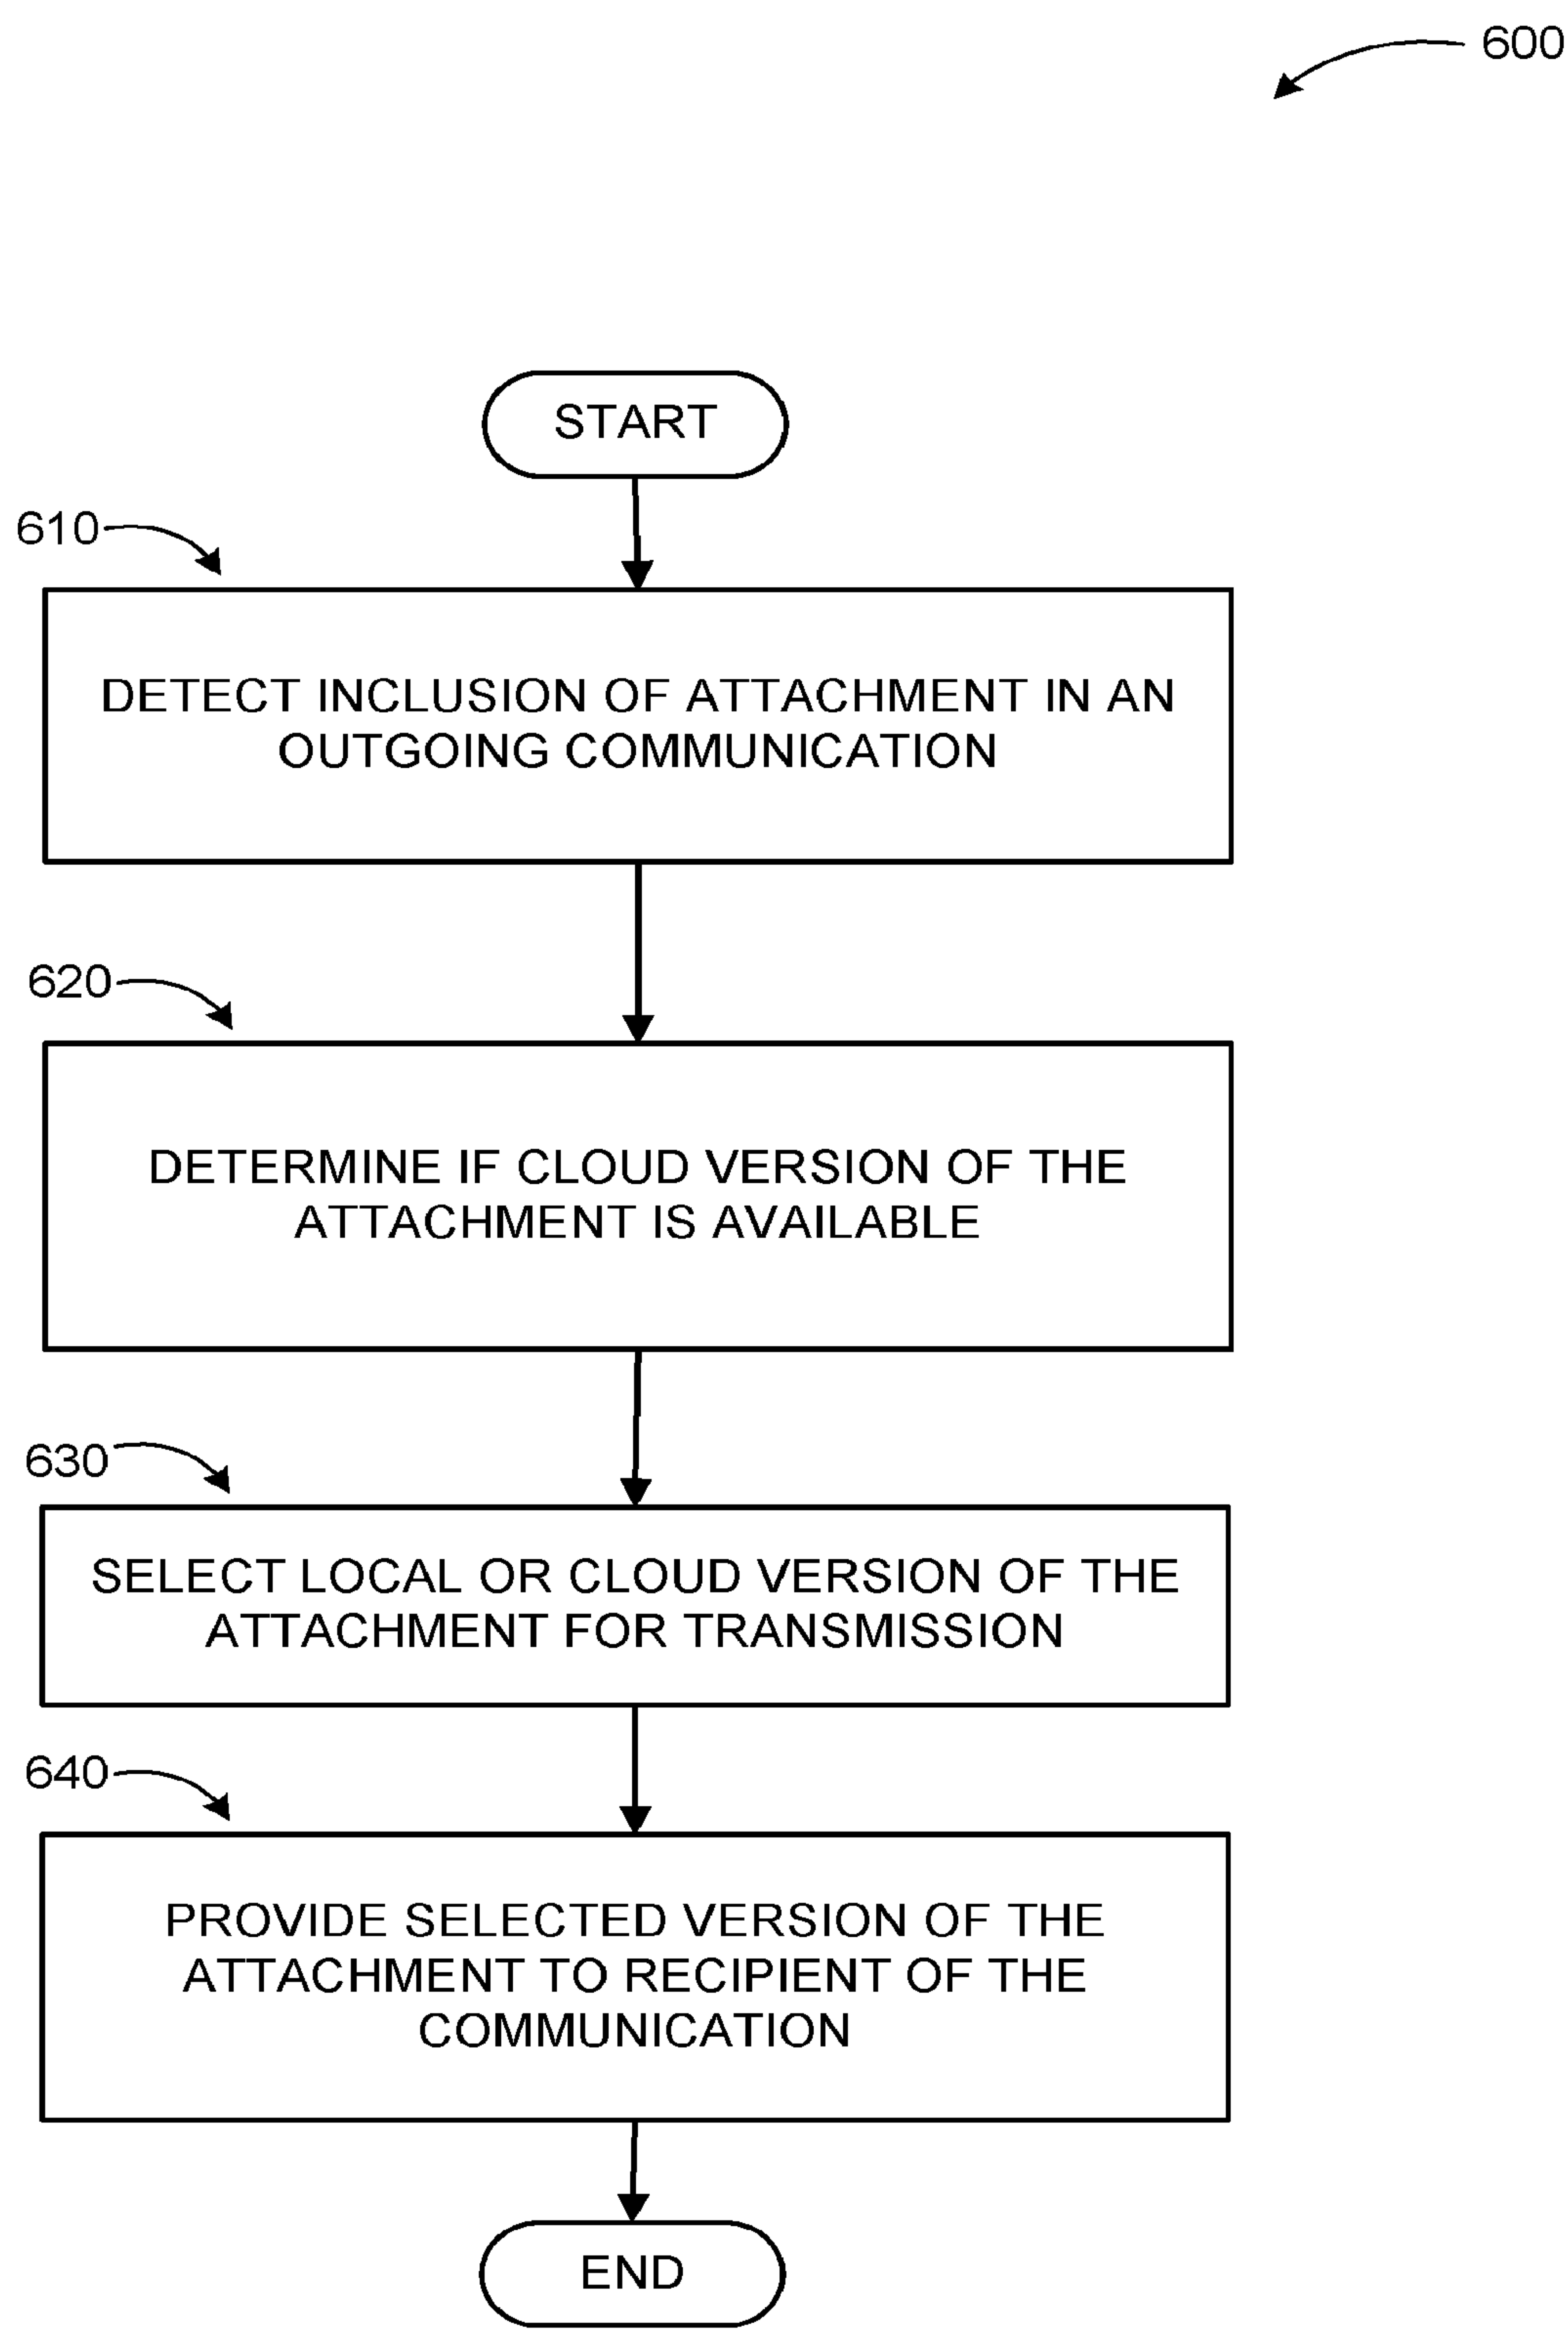 600
START
610
DETECT INCLUSION OF ATTACHMENT IN AN
OUTGOING COMMUNICATION
620
DETERMINE IF CLOUD VERSION OF THE
ATTACHMENT IS AVAILABLE
630
SELECT LOCAL OR CLOUD VERSION OF THE
ATTACHMENT FOR TRANSMISSION
640
PROVIDE SELECTED VERSION OF THE
ATTACHMENT TO RECIPIENT OF THE
COMMUNICATION
END